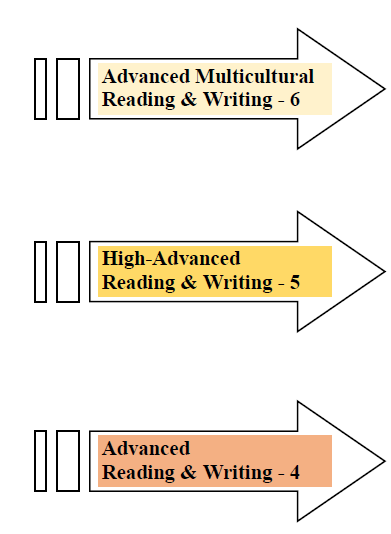 Advanced Multicultural
Reading & Writing - 6
High-Advanced
Reading & Writing - 5
Advanced
Reading & Writing - 4